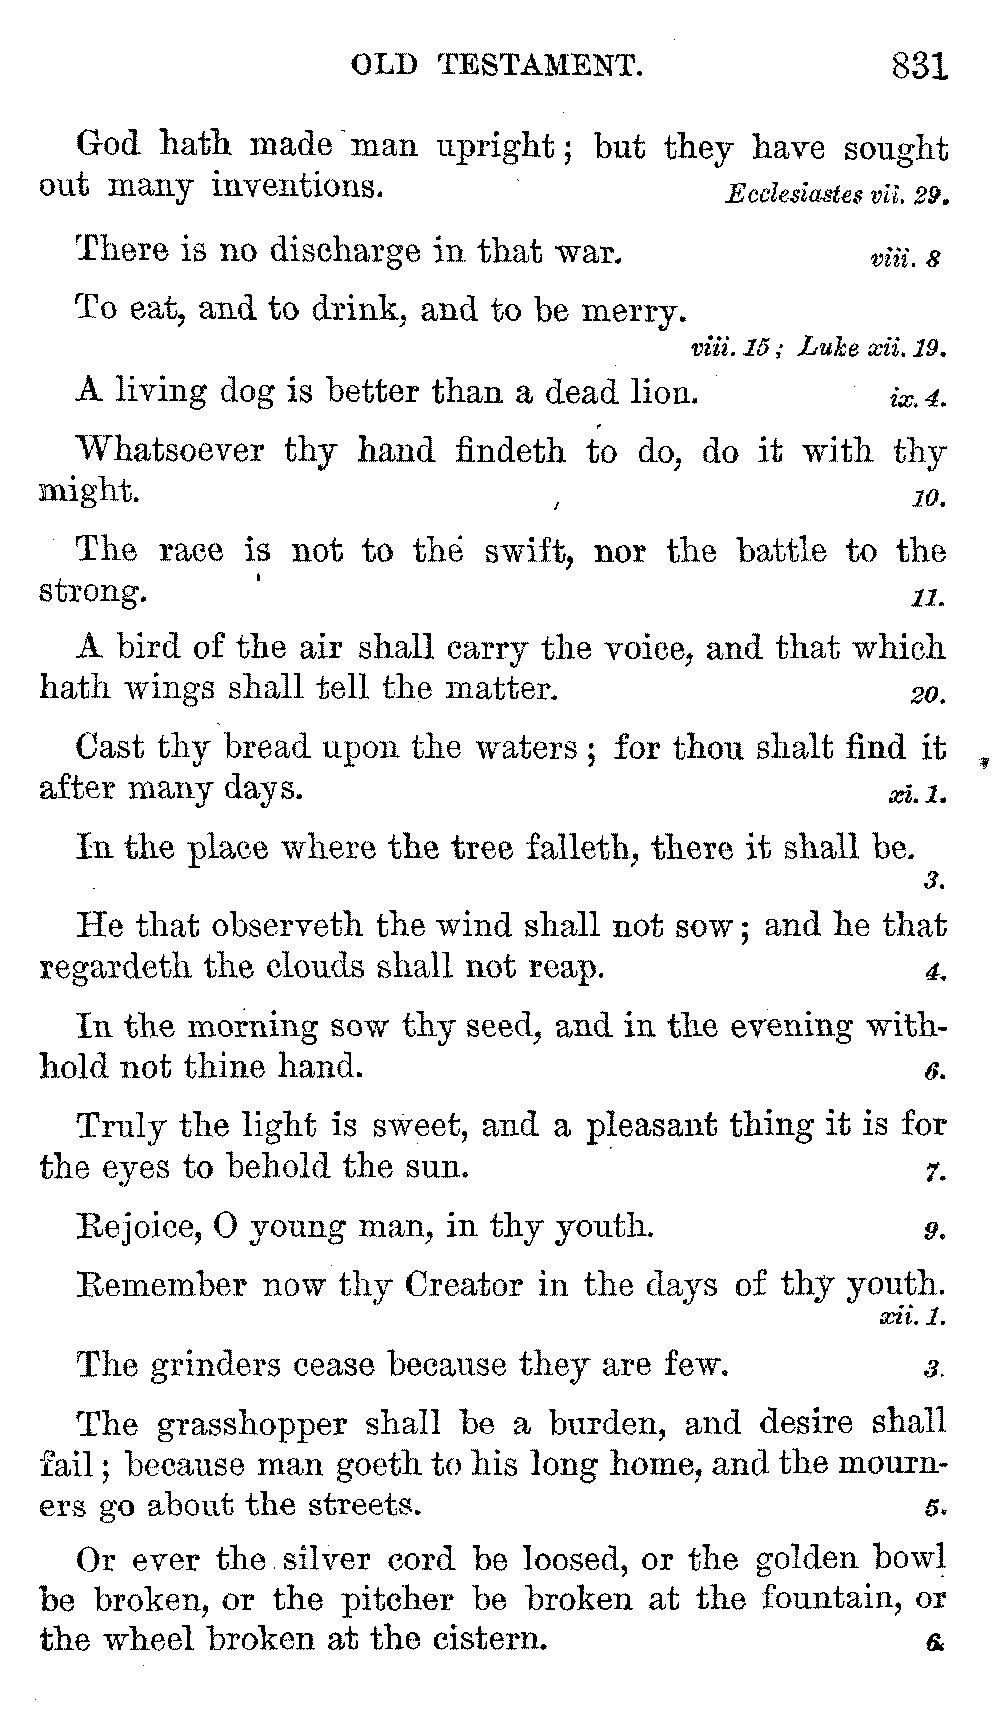 OLD TESTAMENT. 831
God hath made man upright; but they have sought
out many inventions. Ecclesiastes vii. 29.
There is no discharge in that war. viii. 8
To eat, and to drink, and to be merry.
viii. 15; Luke xii. 19.
A living dog is better than a dead lion. ix. 4.
Whatsoever thy hand findeth to do, do it with thy
might. 10.
The race is not to the swift, nor the battle to the
strong. 11.
A bird of the air shall carry the voice, and that which
hath wings shall tell the matter. 20.
Cast thy bread upon the waters; for thou shalt find it
after many days. xi. 1.
In the place where the tree falleth, there it shall be.
3.
He that observeth the wind shall not sow; and he that
regardeth the clouds shall not reap. 4.
In the morning sow thy seed, and in the evening with-
hold not thine hand. 6.
Truly the light is sweet, and a pleasant thing it is for
the eyes to behold the sun. 7.
Rejoice, O young man, in thy youth. 9.
Remember now thy Creator in the days of thy youth.
xii. 1.
The grinders cease because they are few. 3.
The grasshopper shall be a burden, and desire shall
fail; because man goeth to his long home, and the mourn-
ers go about the streets. 5.
Or ever the silver cord be loosed, or the golden bowl
be broken, or the pitcher be broken at the fountain, or
the wheel broken at the cistern. 6.